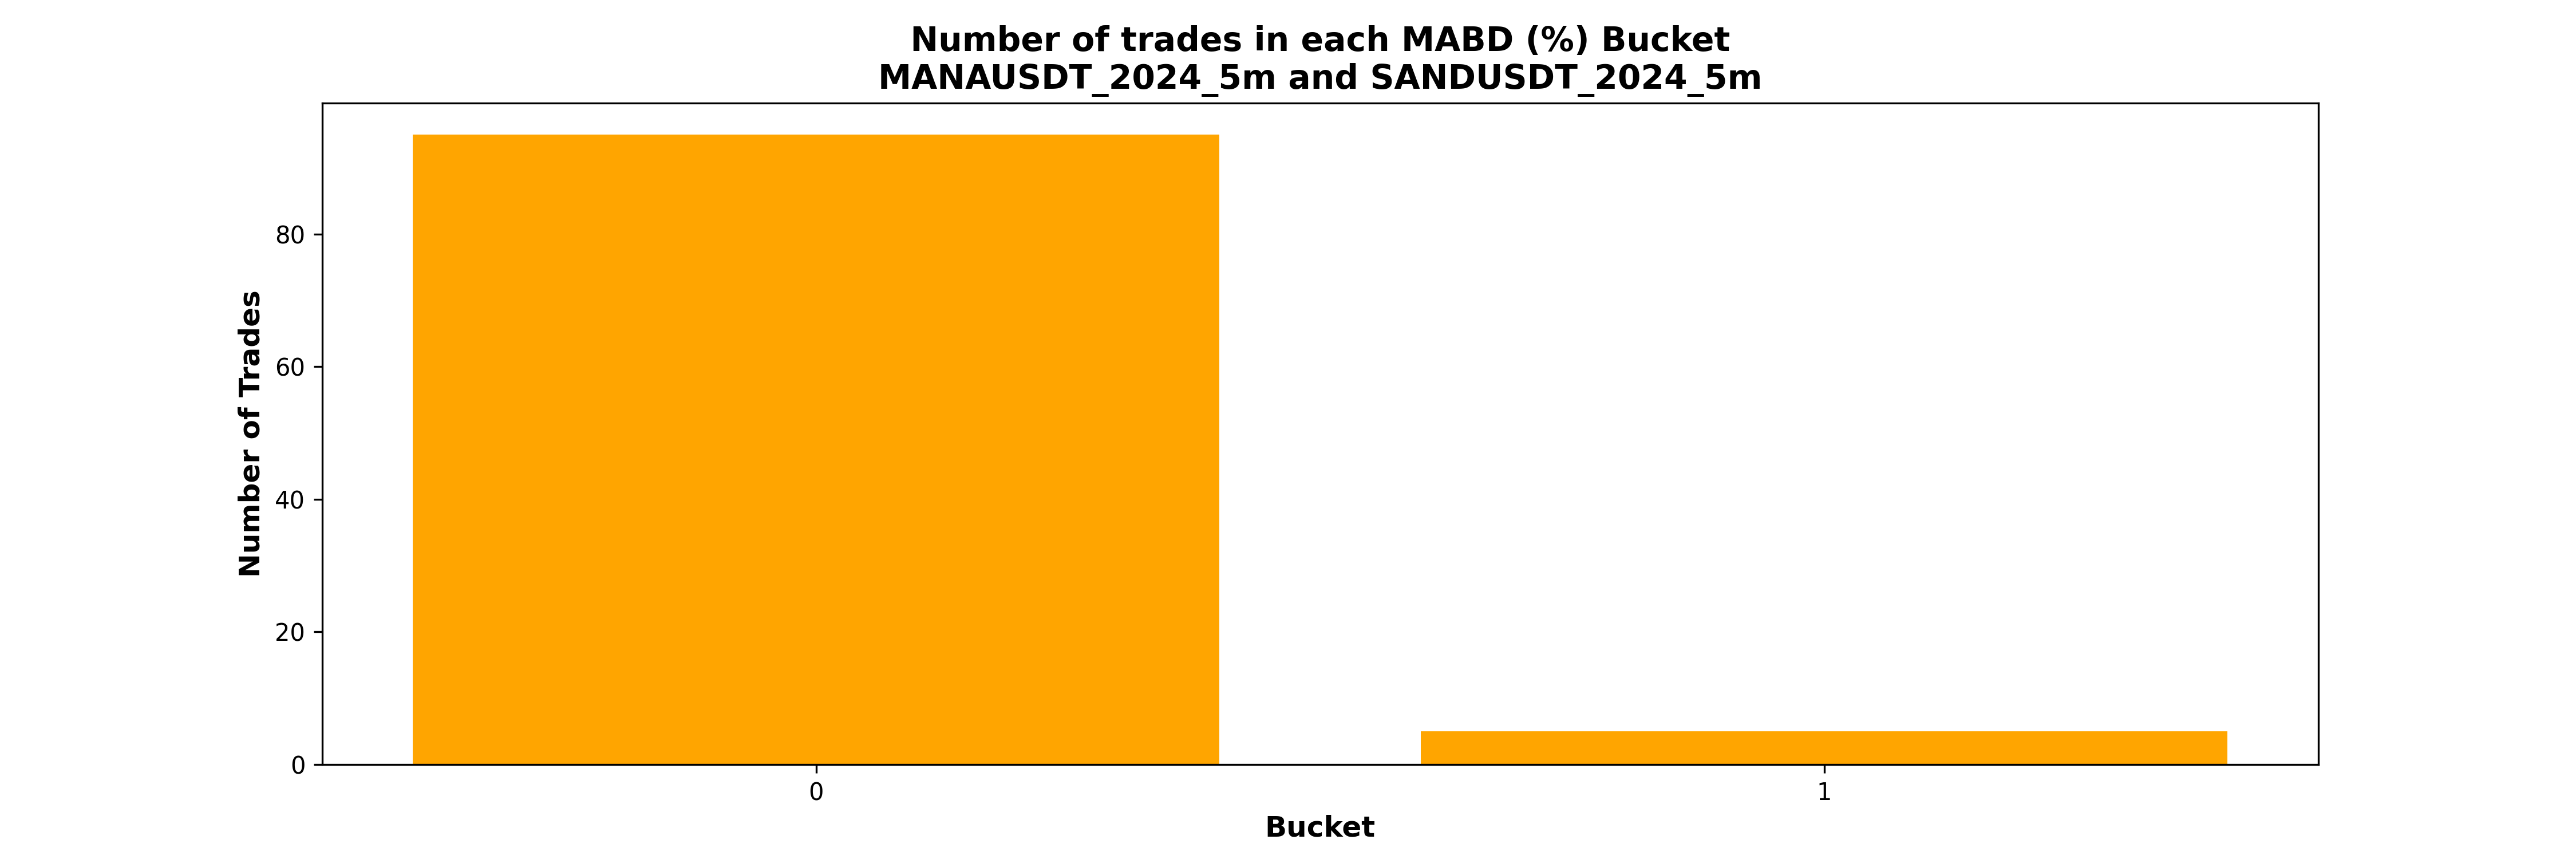 Number of trades in each MABD (%) Bucket
MANAUSDT_2024_5m and SANDUSDT_2024_5m
Number of Trades
80
60
40
20
0
0
1
Bucket